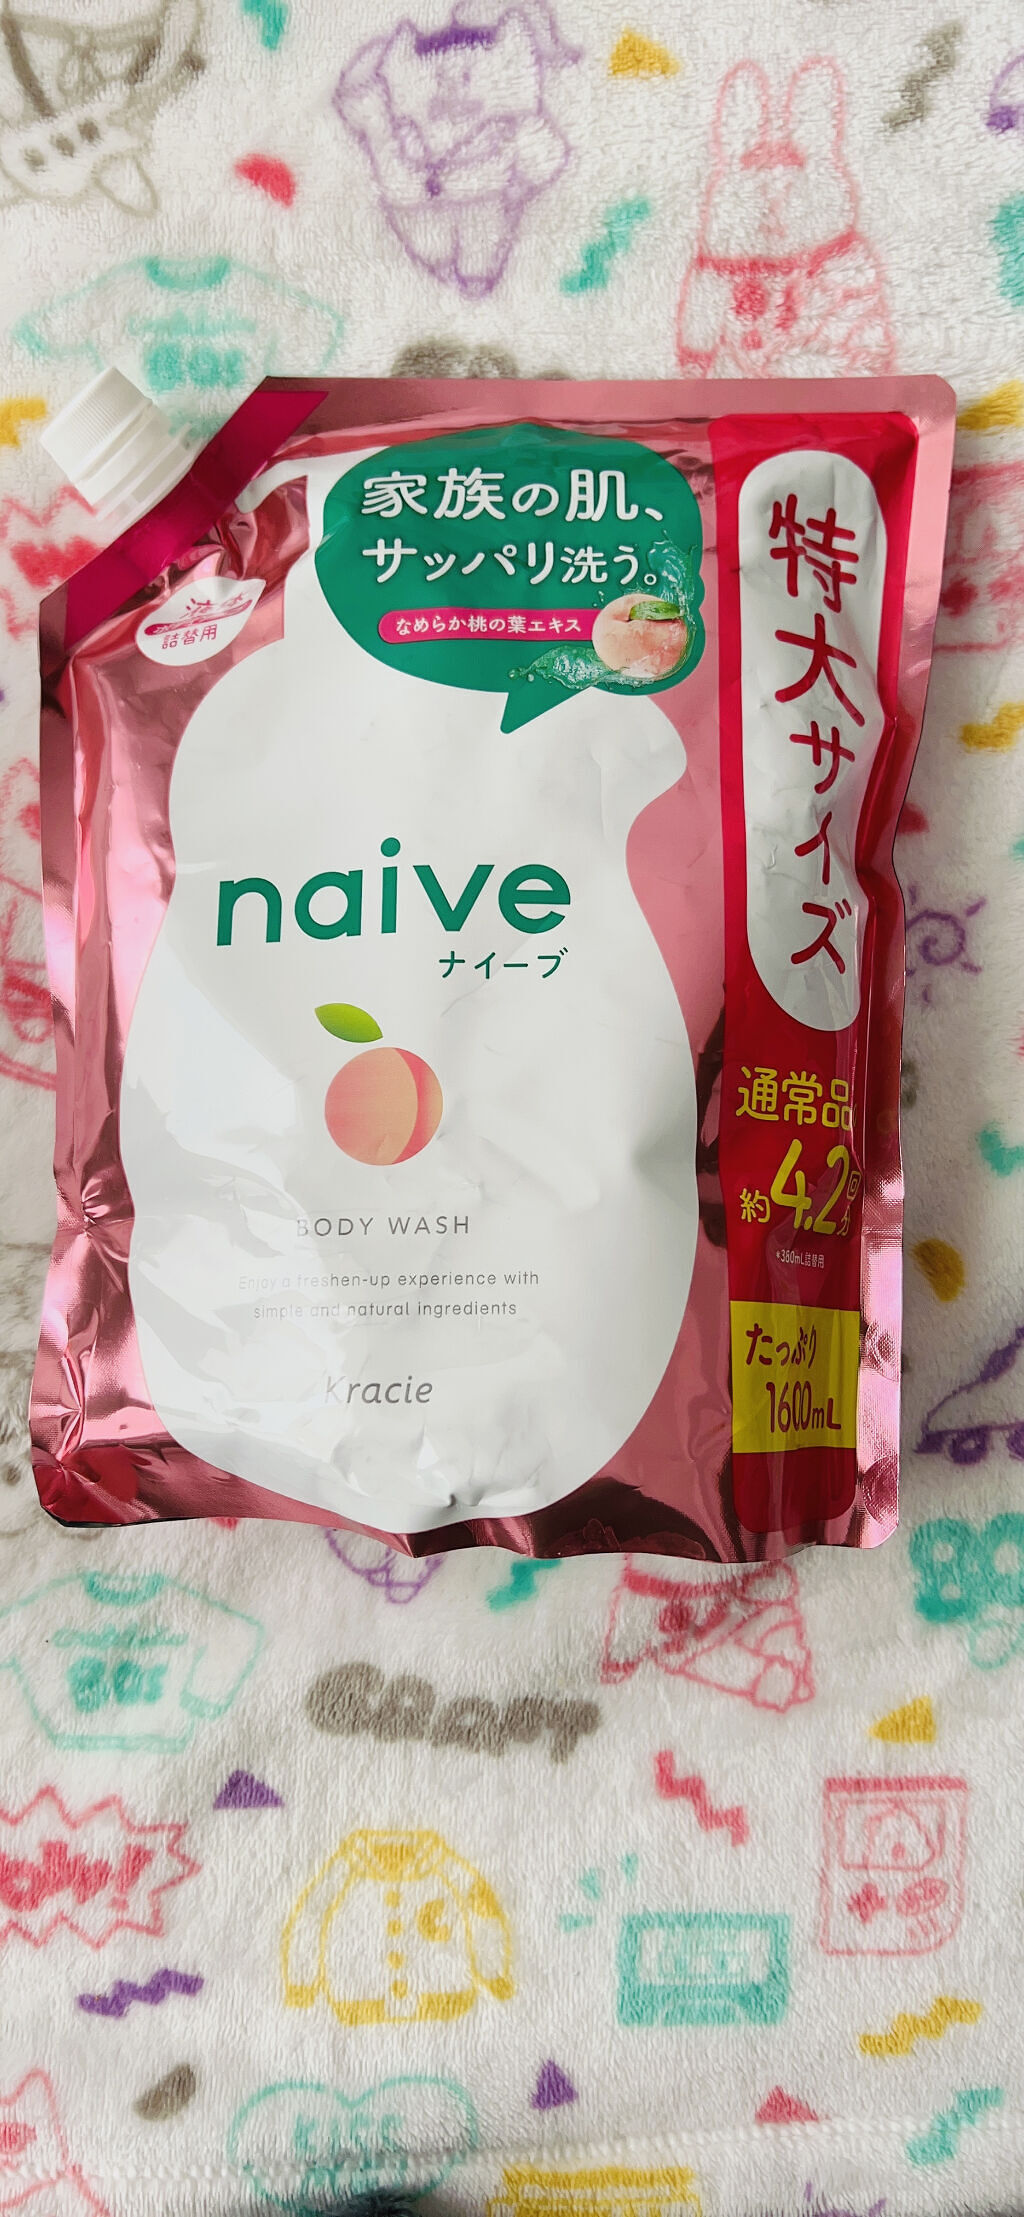 家族の肌、
サッパリ洗う。
なめらか桃の葉エキス
液体
詰替用
naive
ナイーブ
BODY WASH
Enjoy a freshen-up experience with
simple and natural ingredients
Kracie
特大サイズ
通常品
約4.2回分
*380mL詰替用
たっぷり
1600mL